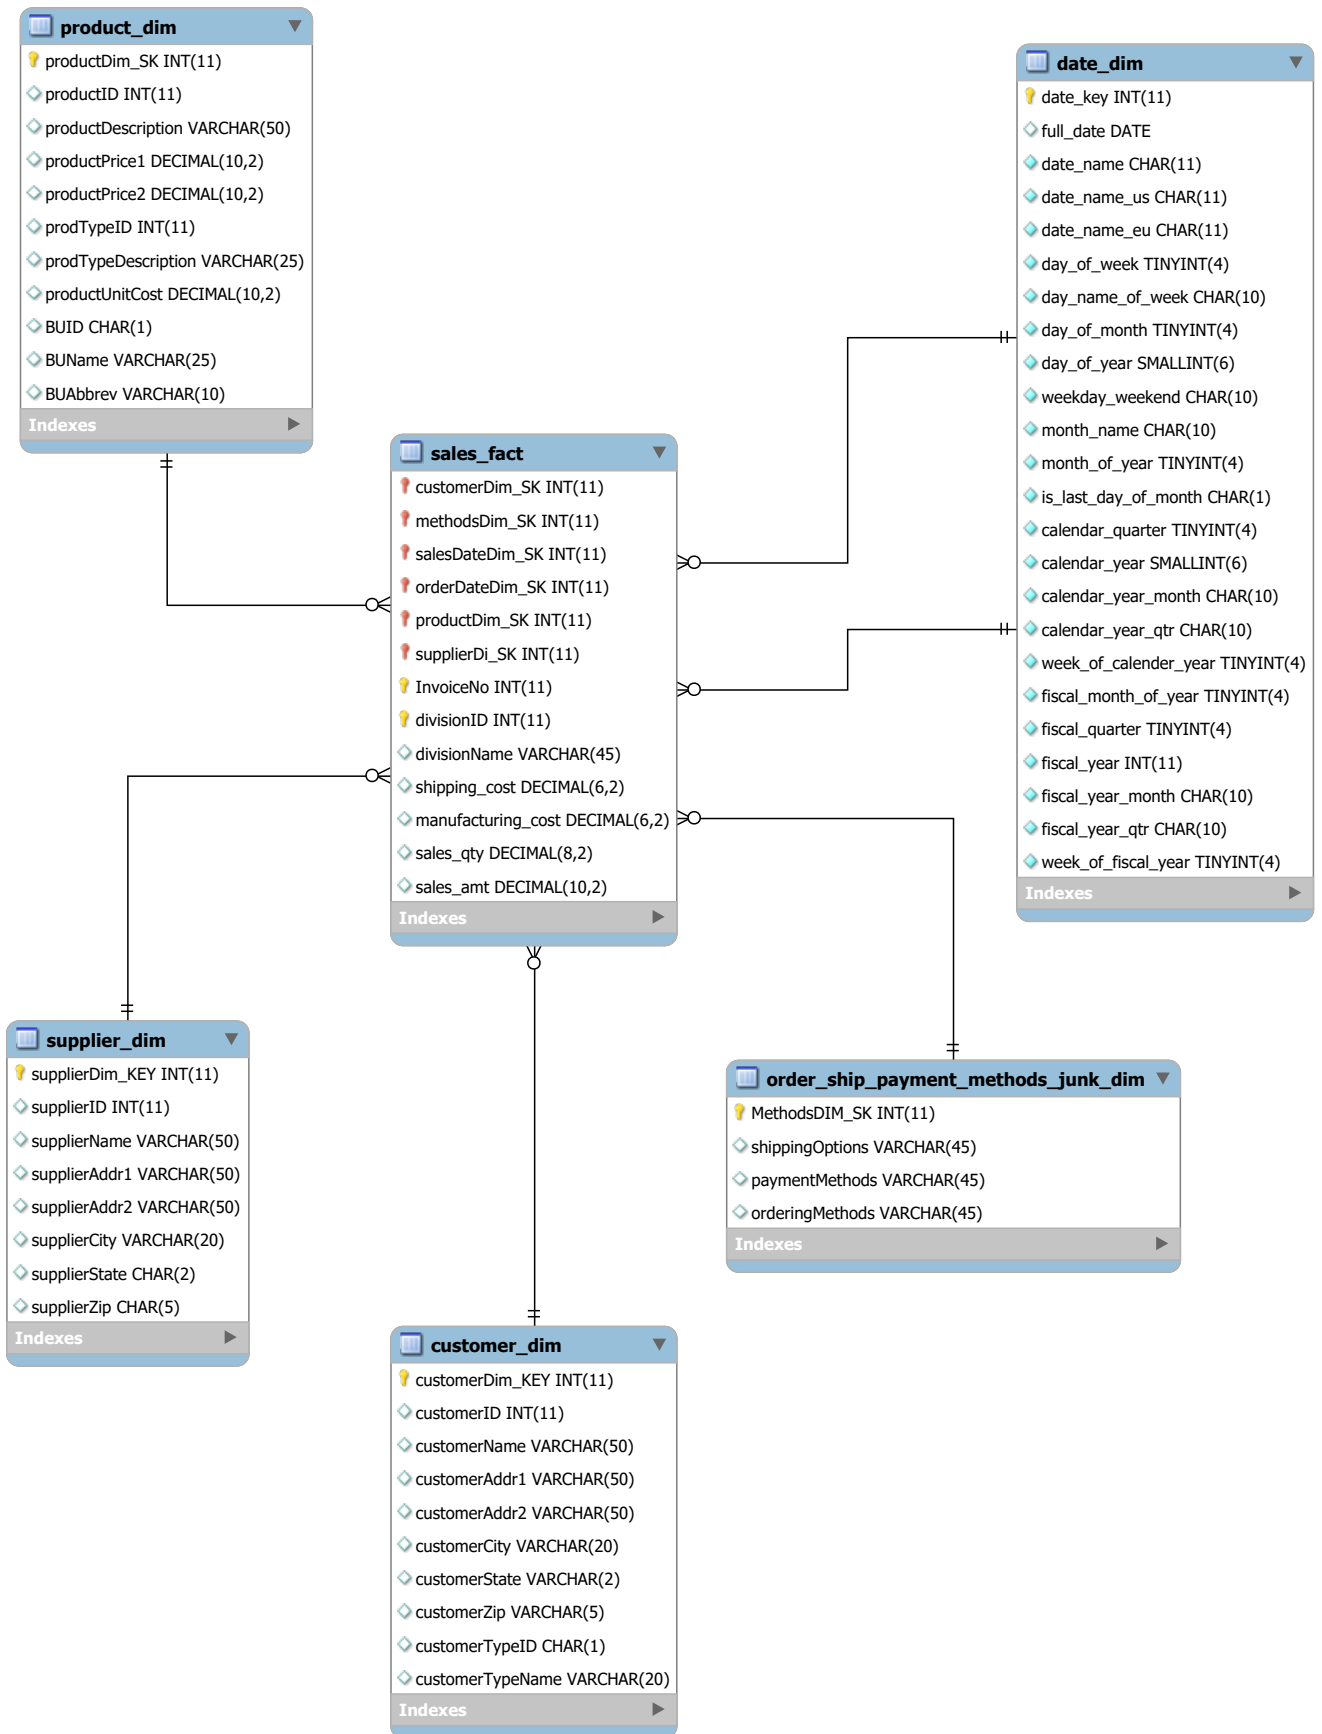 product_dim
productDim_SK INT(11)
productID INT(11)
productDescription VARCHAR(50)
productPrice1 DECIMAL(10,2)
productPrice2 DECIMAL(10,2)
prodTypeID INT(11)
prodTypeDescription VARCHAR(25)
productUnitCost DECIMAL(10,2)
BUID CHAR(1)
BUName VARCHAR(25)
BUAbbrev VARCHAR(10)
Indexes
date_dim
date_key INT(11)
full_date DATE
date_name CHAR(11)
date_name_us CHAR(11)
date_name_eu CHAR(11)
day_of_week TINYINT(4)
day_name_of_week CHAR(10)
day_of_month TINYINT(4)
day_of_year SMALLINT(6)
weekday_weekend CHAR(10)
month_name CHAR(10)
month_of_year TINYINT(4)
is_last_day_of_month CHAR(1)
calendar_quarter TINYINT(4)
calendar_year SMALLINT(6)
calendar_year_month CHAR(10)
calendar_year_qtr CHAR(10)
week_of_calender_year TINYINT(4)
fiscal_month_of_year TINYINT(4)
fiscal_quarter TINYINT(4)
fiscal_year INT(11)
fiscal_year_month CHAR(10)
fiscal_year_qtr CHAR(10)
week_of_fiscal_year TINYINT(4)
Indexes
sales_fact
customerDim_SK INT(11)
methodsDim_SK INT(11)
salesDateDim_SK INT(11)
orderDateDim_SK INT(11)
productDim_SK INT(11)
supplierDi_SK INT(11)
InvoiceNo INT(11)
divisionID INT(11)
divisionName VARCHAR(45)
shipping_cost DECIMAL(6,2)
manufacturing_cost DECIMAL(6,2)
sales_qty DECIMAL(8,2)
sales_amt DECIMAL(10,2)
Indexes
supplier_dim
supplierDim_KEY INT(11)
supplierID INT(11)
supplierName VARCHAR(50)
supplierAddr1 VARCHAR(50)
supplierAddr2 VARCHAR(50)
supplierCity VARCHAR(20)
supplierState CHAR(2)
supplierZip CHAR(5)
Indexes
order_ship_payment_methods_junk_dim
MethodsDIM_SK INT(11)
shippingOptions VARCHAR(45)
paymentMethods VARCHAR(45)
orderingMethods VARCHAR(45)
Indexes
customer_dim
customerDim_KEY INT(11)
customerID INT(11)
customerName VARCHAR(50)
customerAddr1 VARCHAR(50)
customerAddr2 VARCHAR(50)
customerCity VARCHAR(20)
customerState VARCHAR(2)
customerZip VARCHAR(5)
customerTypeID CHAR(1)
customerTypeName VARCHAR(20)
Indexes